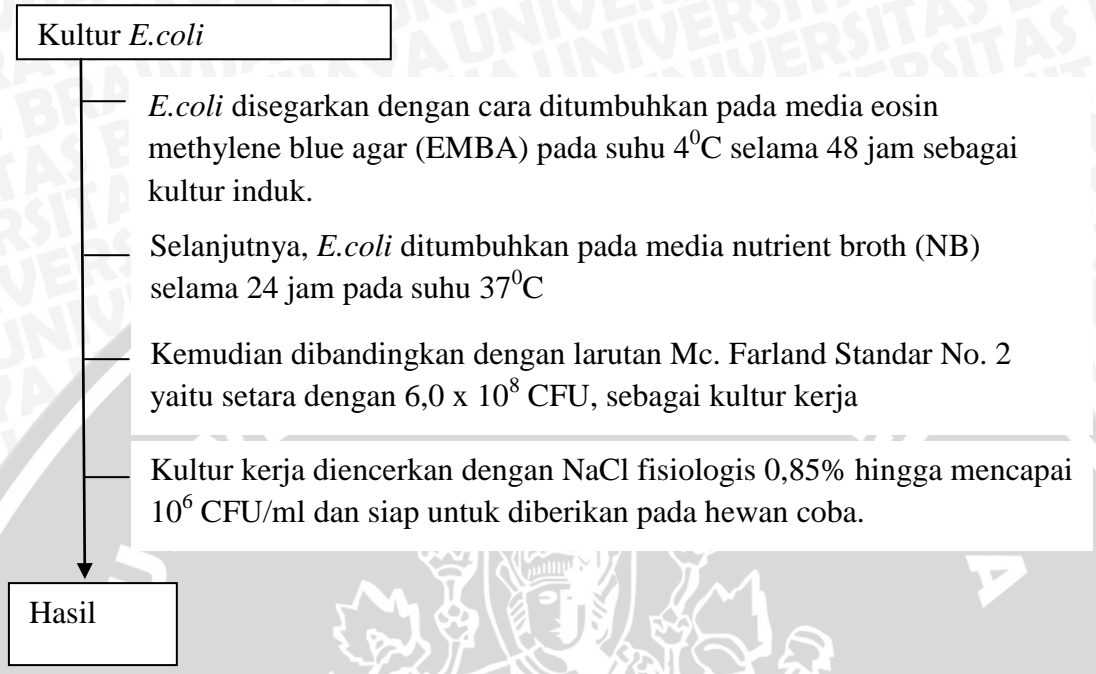 Kultur E.coli
E.coli disegarkan dengan cara ditumbuhkan pada media eosin
methylene blue agar (EMBA) pada suhu 4⁰C selama 48 jam sebagai
kultur induk.
Selanjutnya, E.coli ditumbuhkan pada media nutrient broth (NB)
selama 24 jam pada suhu 37⁰C
Kemudian dibandingkan dengan larutan Mc. Farland Standar No. 2
yaitu setara dengan 6,0 x 10⁸ CFU, sebagai kultur kerja
Kultur kerja diencerkan dengan NaCl fisiologis 0,85% hingga mencapai
10⁶ CFU/ml dan siap untuk diberikan pada hewan coba.
Hasil